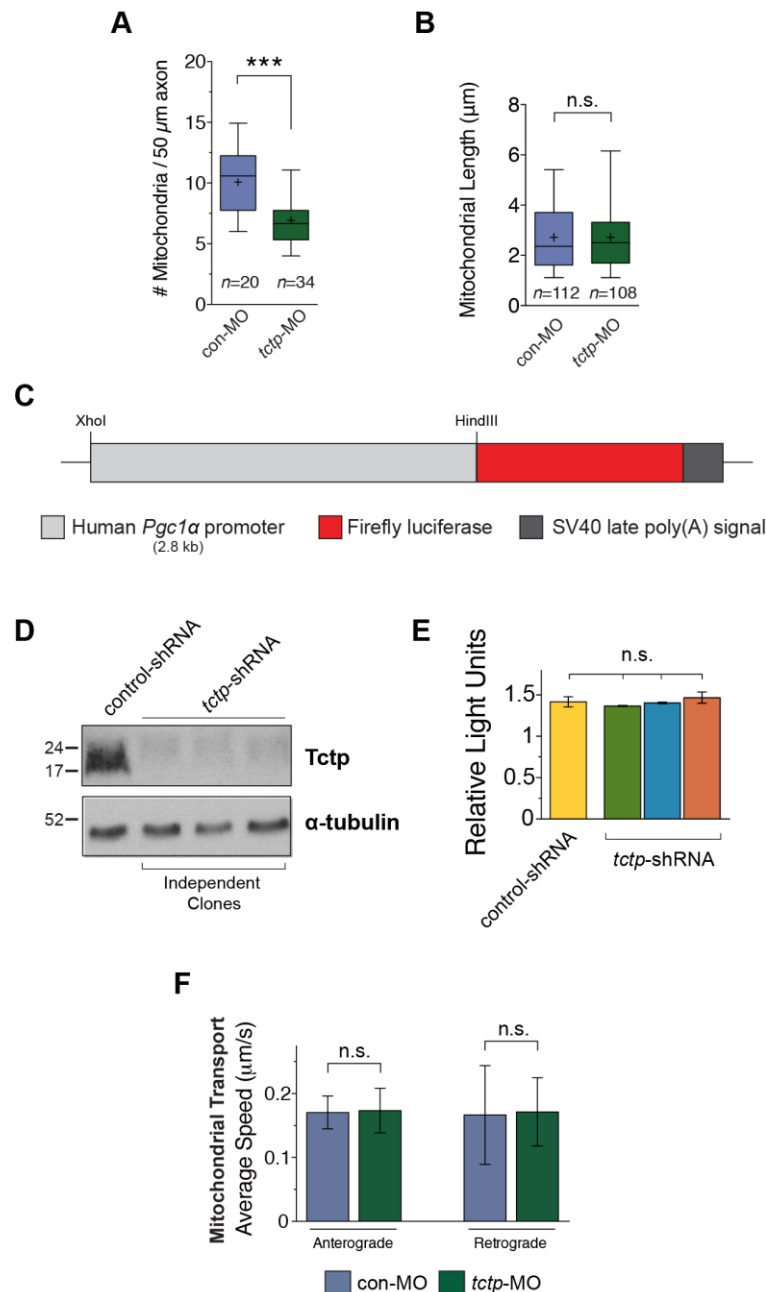 A
# Mitochondria / 50 µm axon
20
15
10
5
0
***
n=20
n=34
con-MO
tctp-MO
B
Mitochondrial Length (µm)
8
6
4
2
0
n.s.
n=112
n=108
con-MO
tctp-MO
C
XhoI
HindIII
Human Pgc1α promoter
(2.8 kb)
Firefly luciferase
SV40 late poly(A) signal
D
control-shRNA
tctp-shRNA
24
17
Tctp
52
α-tubulin
Independent
Clones
E
Relative Light Units
1.5
1
0.5
0
n.s.
control-shRNA
tctp-shRNA
F
Mitochondrial Transport
Average Speed (µm/s)
0.2
0.1
0
n.s.
n.s.
Anterograde
Retrograde
con-MO
tctp-MO